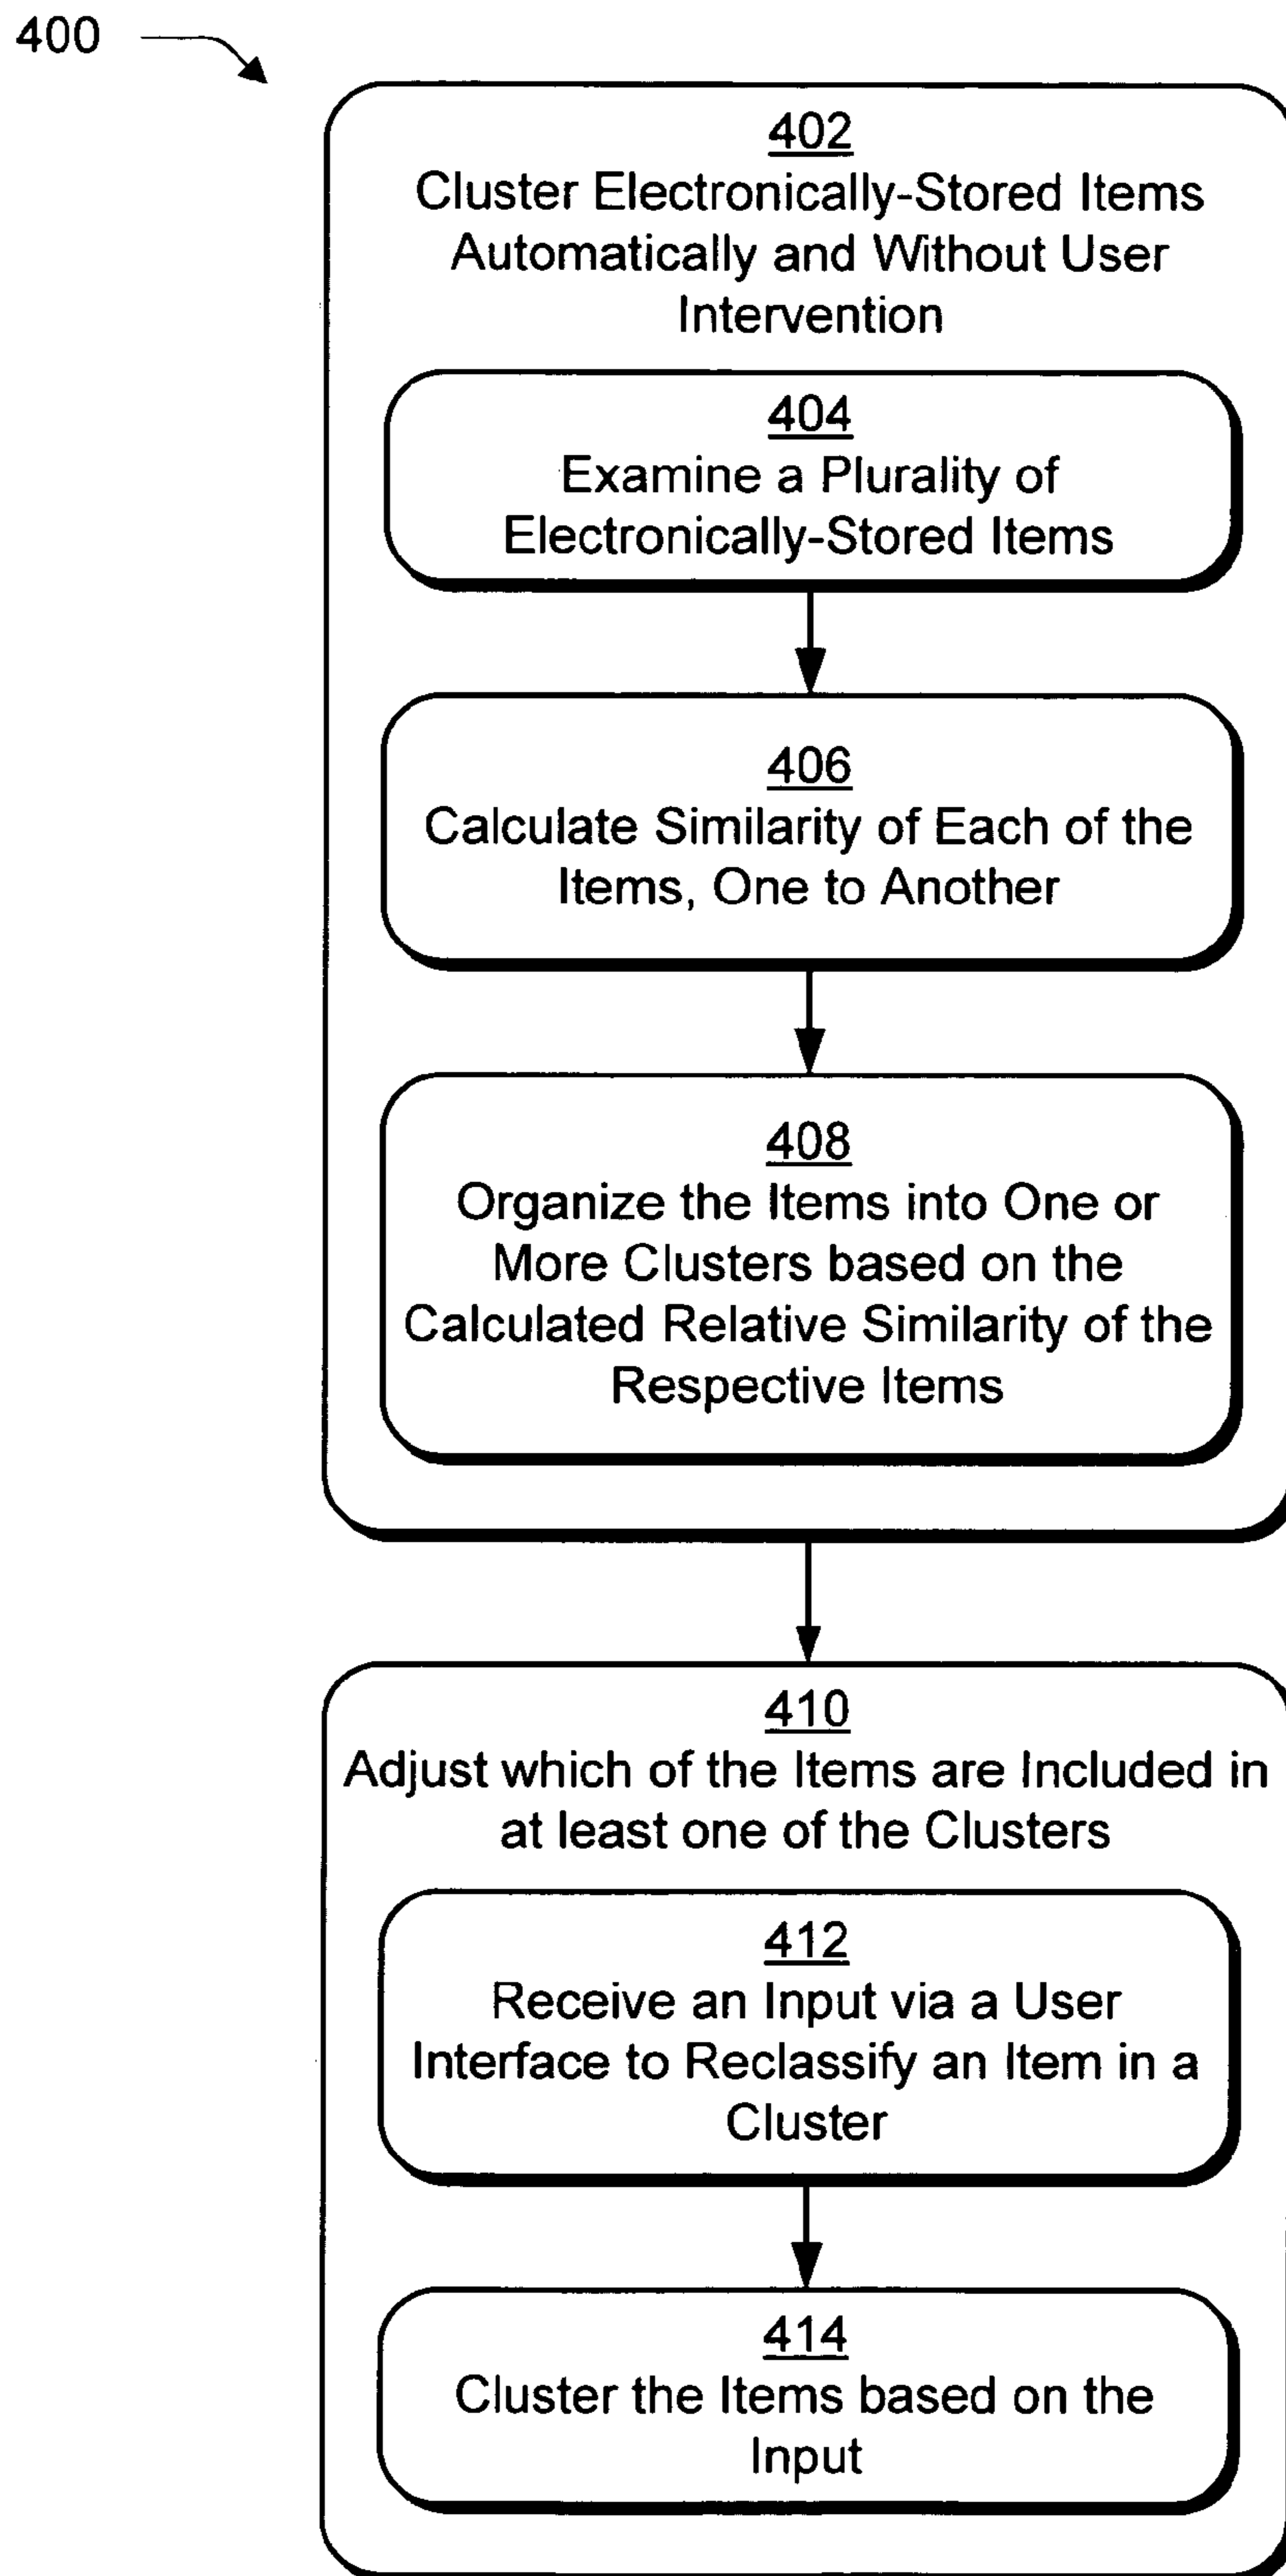 400
402
Cluster Electronically-Stored Items
Automatically and Without User
Intervention
404
Examine a Plurality of
Electronically-Stored Items
406
Calculate Similarity of Each of the
Items, One to Another
408
Organize the Items into One or
More Clusters based on the
Calculated Relative Similarity of the
Respective Items
410
Adjust which of the Items are Included in
at least one of the Clusters
412
Receive an Input via a User
Interface to Reclassify an Item in a
Cluster
414
Cluster the Items based on the
Input